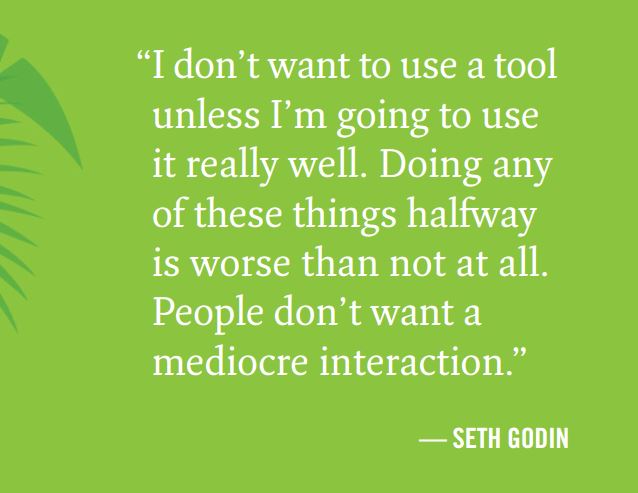 “I don’t want to use a tool
unless I’m going to use
it really well. Doing any
of these things halfway
is worse than not at all.
People don’t want a
mediocre interaction.”
— SETH GODIN